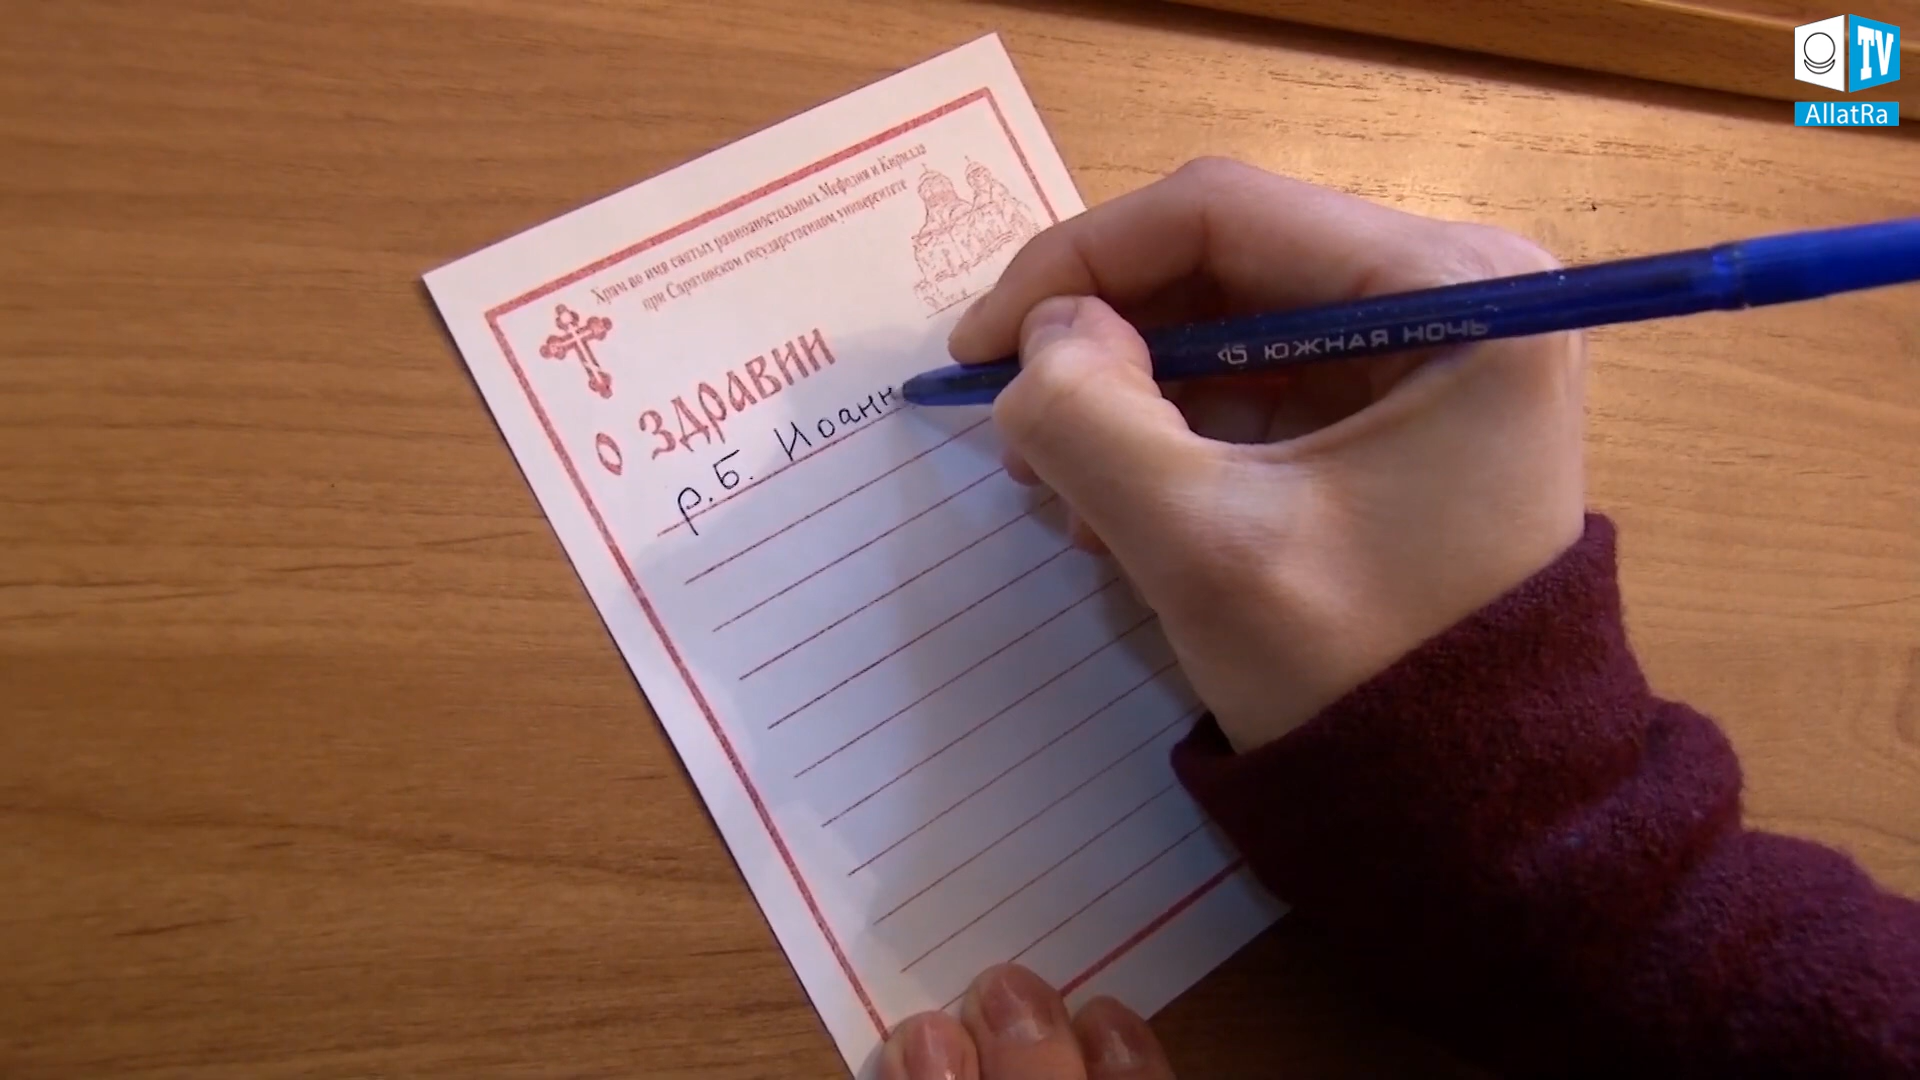 TV
AllatRa
Храм во имя святых равноапостольных Мефодия и Кирилла
при Саратовском государственном университете
О ЗДРАВИИ
р.Б. Иоанн
ЮЖНАЯ НОЧЬ